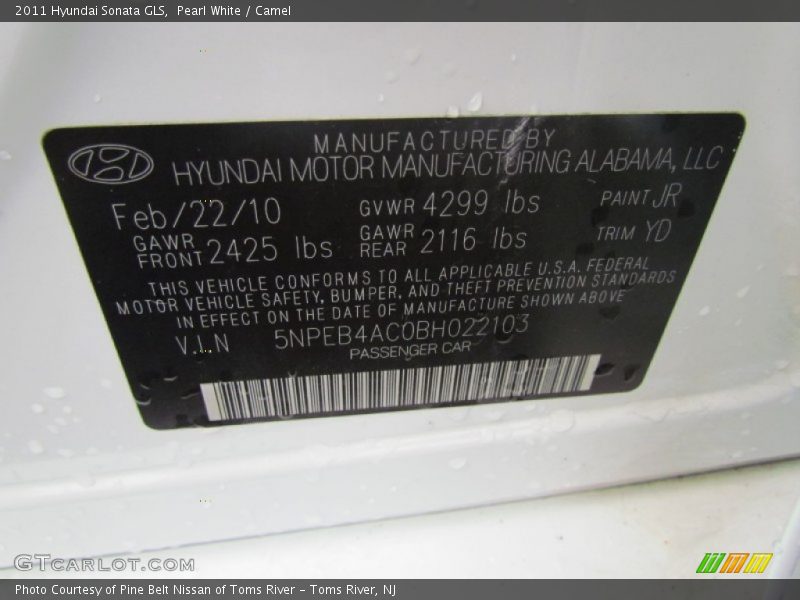 2011 Hyundai Sonata GLS, Pearl White / Camel
MANUFACTURED BY
HYUNDAI MOTOR MANUFACTURING ALABAMA, LLC
Feb/22/10 GVWR 4299 lbs PAINT JR
GAWR FRONT 2425 lbs GAWR REAR 2116 lbs TRIM YD
THIS VEHICLE CONFORMS TO ALL APPLICABLE U.S.A. FEDERAL
MOTOR VEHICLE SAFETY, BUMPER, AND THEFT PREVENTION STANDARDS
IN EFFECT ON THE DATE OF MANUFACTURE SHOWN ABOVE
V.I.N 5NPEB4AC0BH022103
PASSENGER CAR
GTCARLOT.COM
Photo Courtesy of Pine Belt Nissan of Toms River – Toms River, NJ